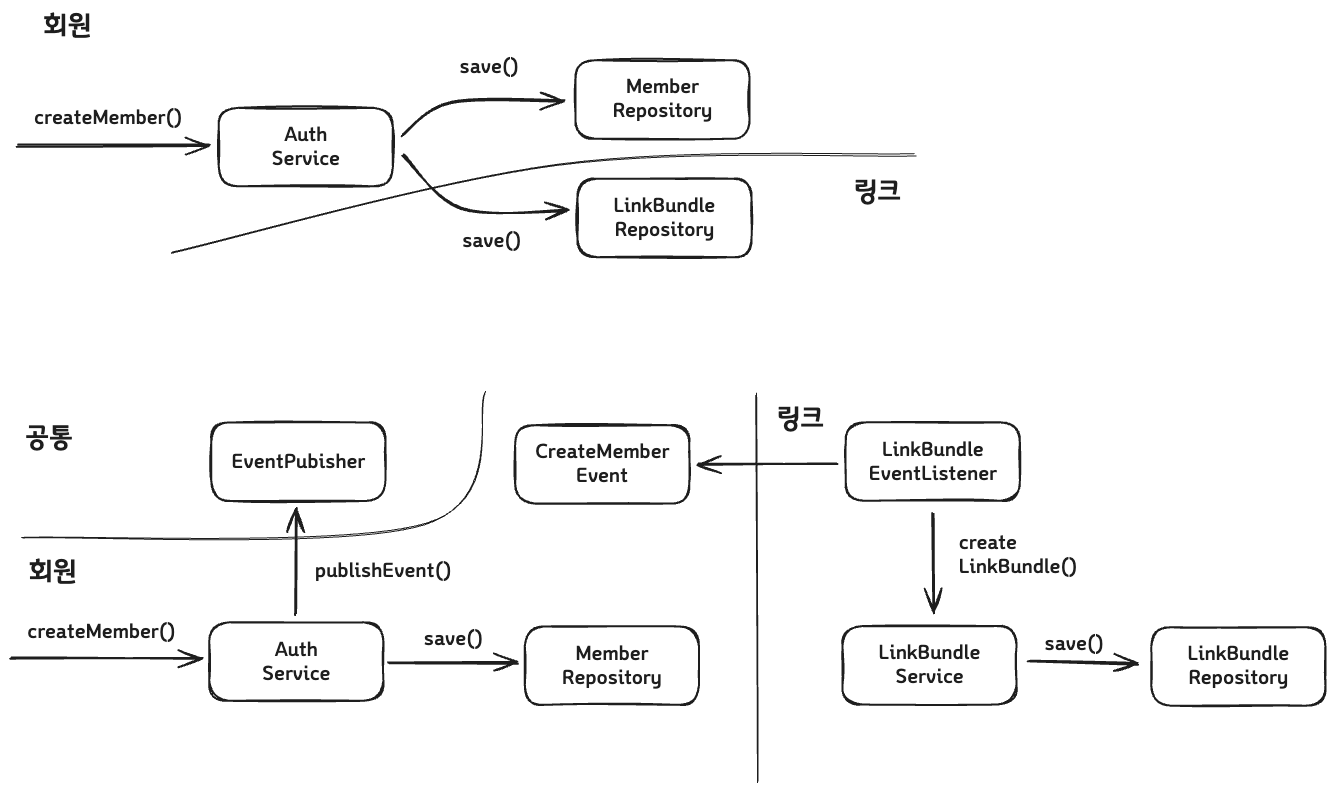 회원
createMember()
Auth
Service
save()
Member
Repository
링크
LinkBundle
Repository
save()
공통
EventPubisher
CreateMember
Event
링크
LinkBundle
EventListener
회원
publishEvent()
create
LinkBundle()
createMember()
Auth
Service
save()
Member
Repository
LinkBundle
Service
save()
LinkBundle
Repository